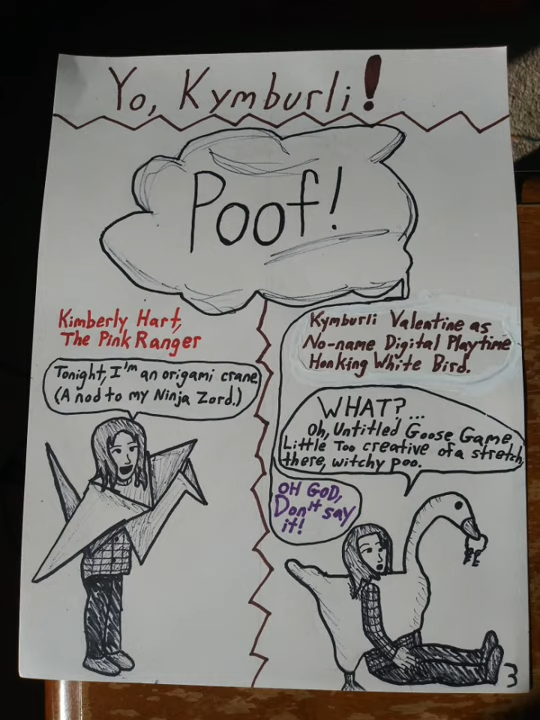 Yo, Kymburli!
Poof!
Kimberly Hart,
The Pink Ranger
Tonight, I'm an origami crane
(A nod to my Ninja Zord.)
Kymburli Valentine as
No-name Digital Playtime
Honking White Bird.
WHAT?...
Oh, Untitled Goose Game.
Little Too creative of a stretch
there, witchy poo.
OH GOD,
Don't say
it!
3